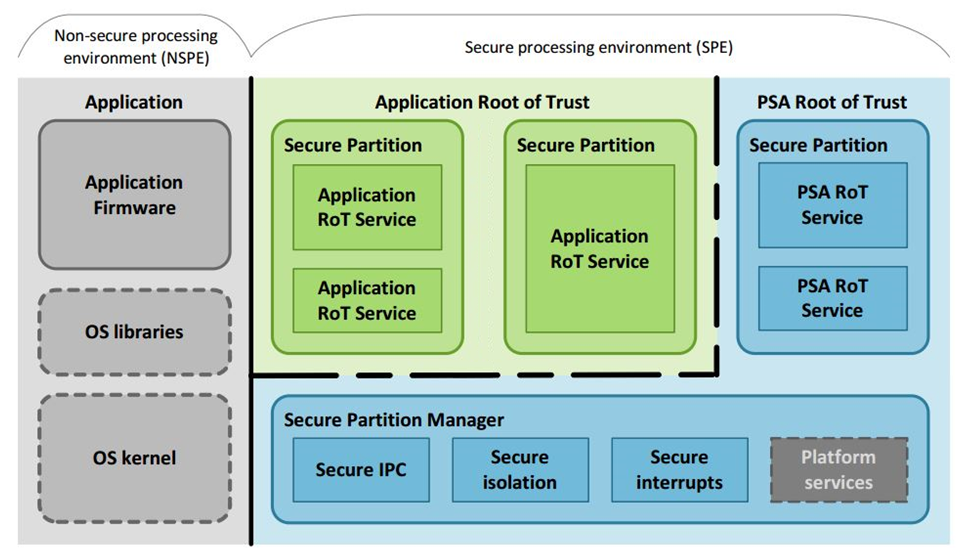 Non-secure processing
environment (NSPE)
Secure processing environment (SPE)
Application
Application
Firmware
OS libraries
OS kernel
Application Root of Trust
Secure Partition
Application
RoT Service
Application
RoT Service
Secure Partition
Application
RoT Service
PSA Root of Trust
Secure Partition
PSA RoT
Service
PSA RoT
Service
Secure Partition Manager
Secure IPC
Secure
isolation
Secure
interrupts
Platform
services